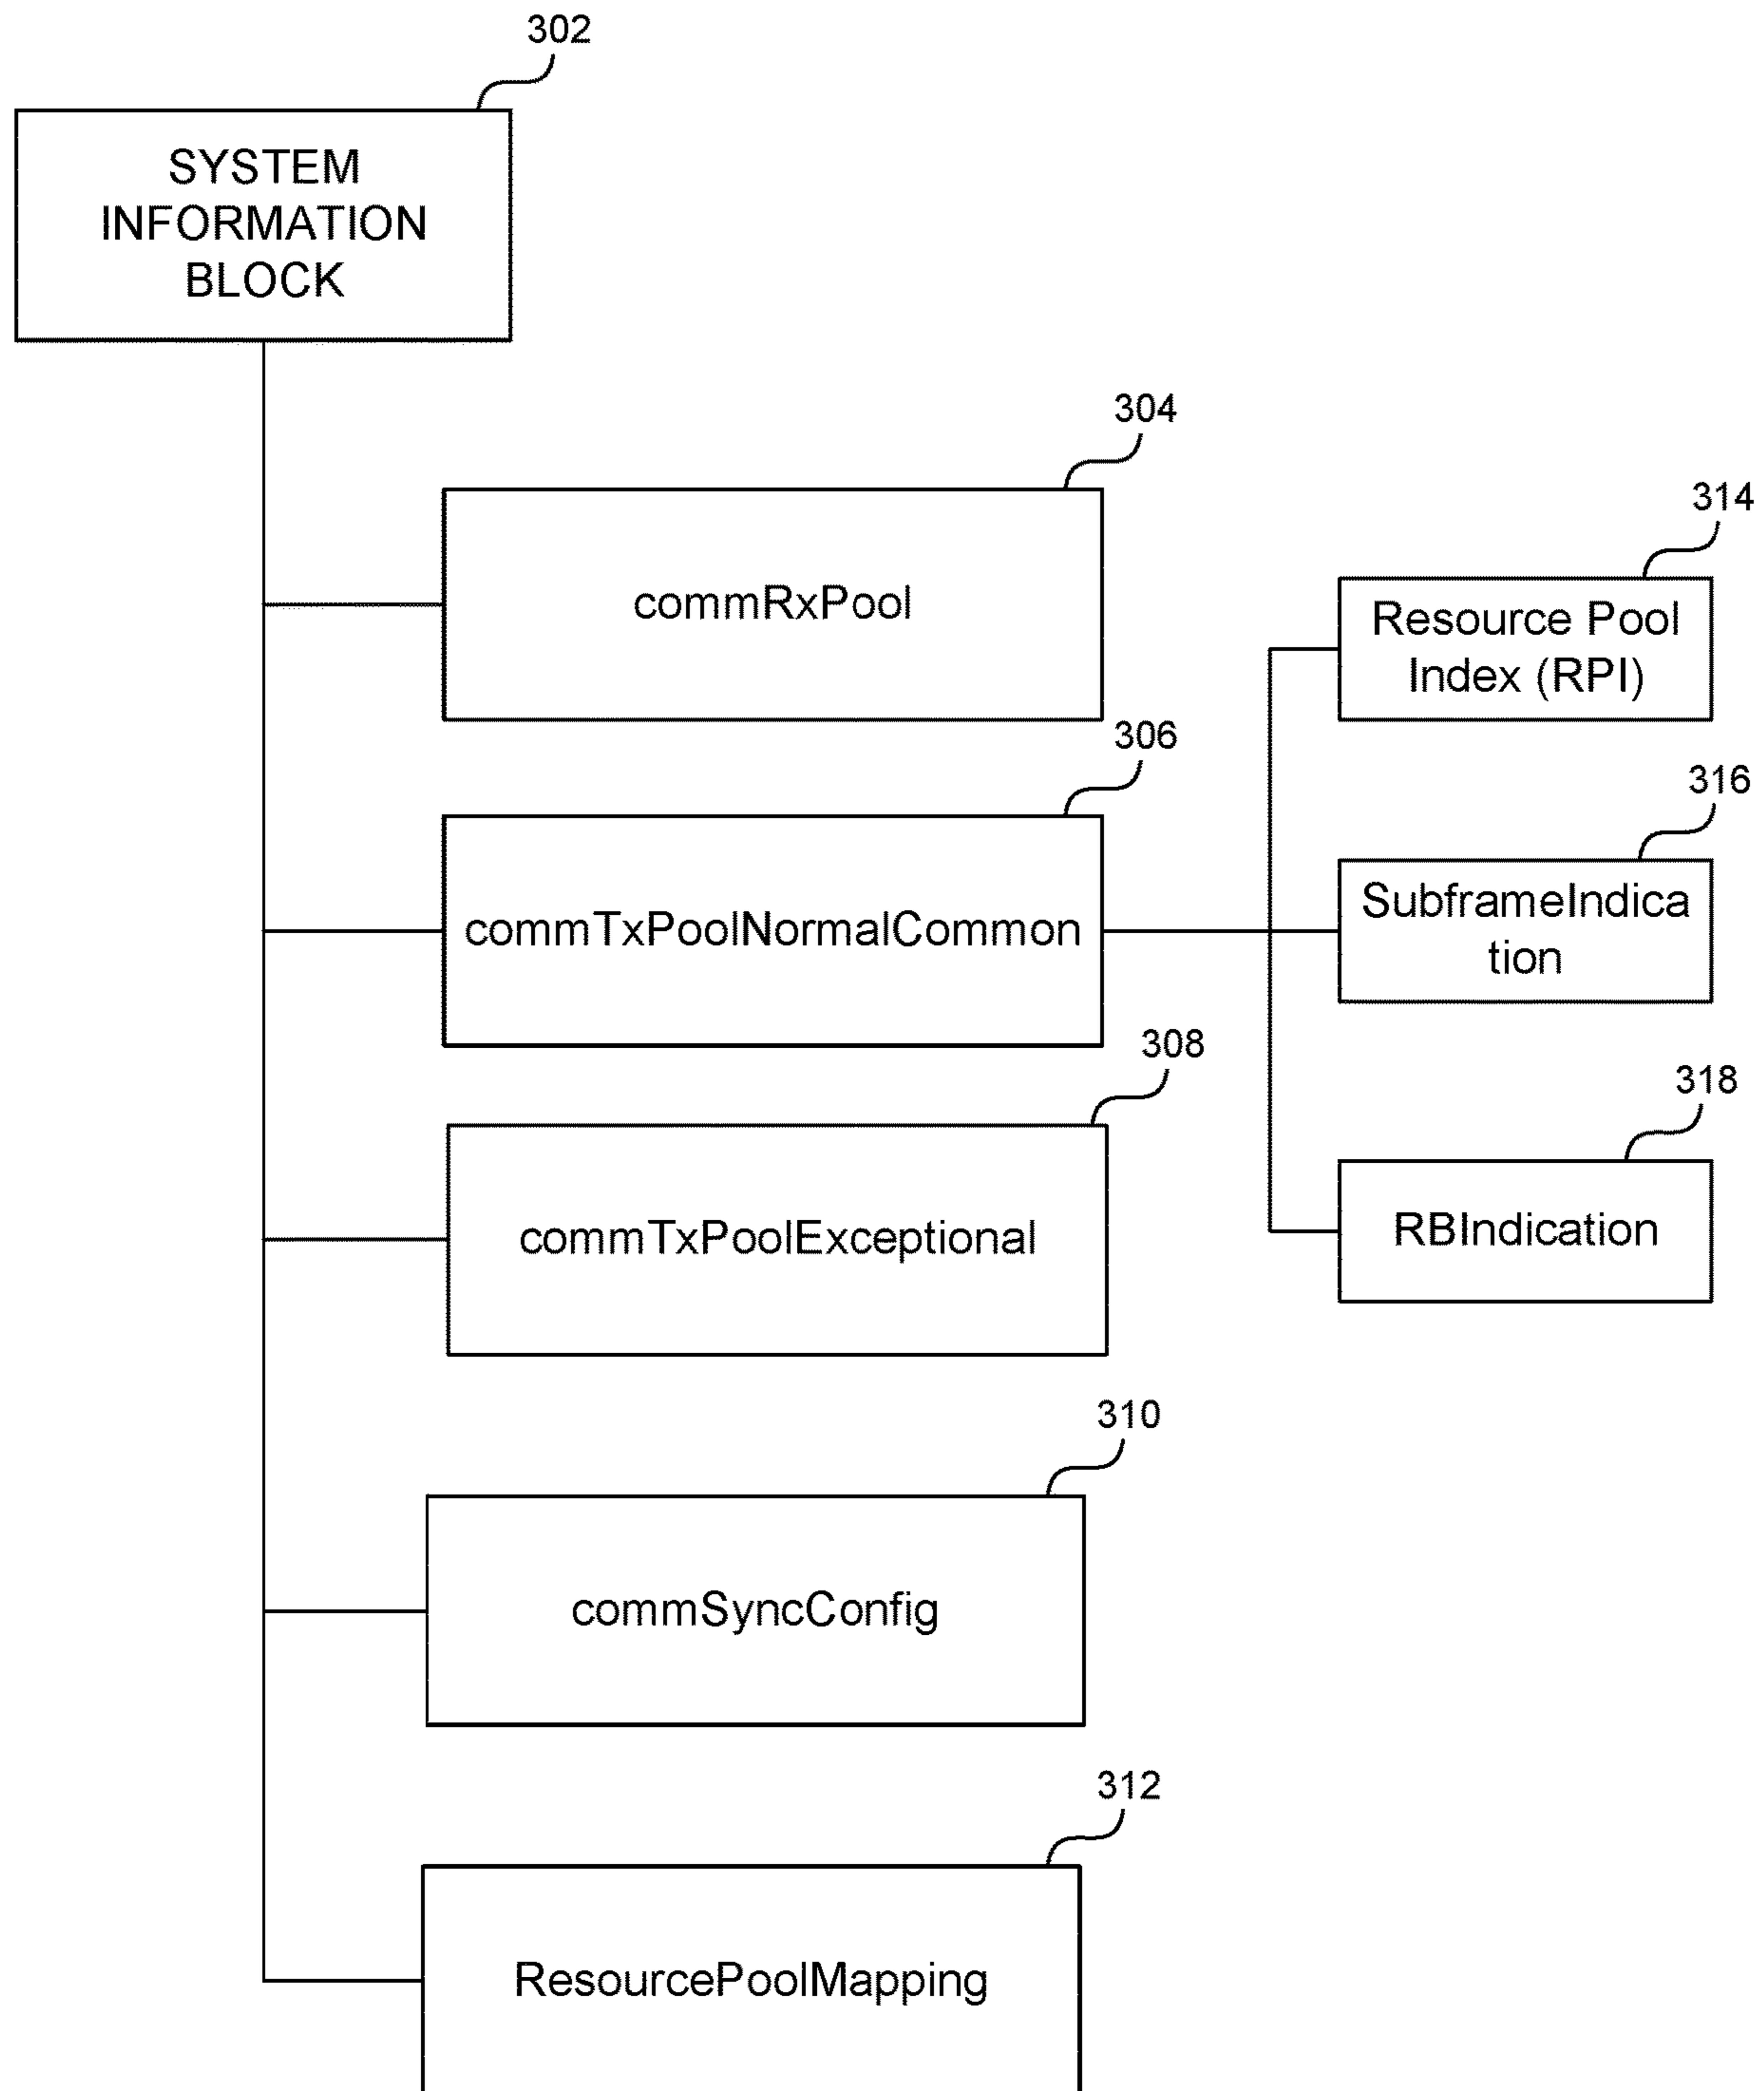 302
SYSTEM
INFORMATION
BLOCK
304
commRxPool
314
Resource Pool
Index (RPI)
306
commTxPoolNormalCommon
316
SubframeIndica
tion
308
commTxPoolExceptional
318
RBIndication
310
commSyncConfig
312
ResourcePoolMapping